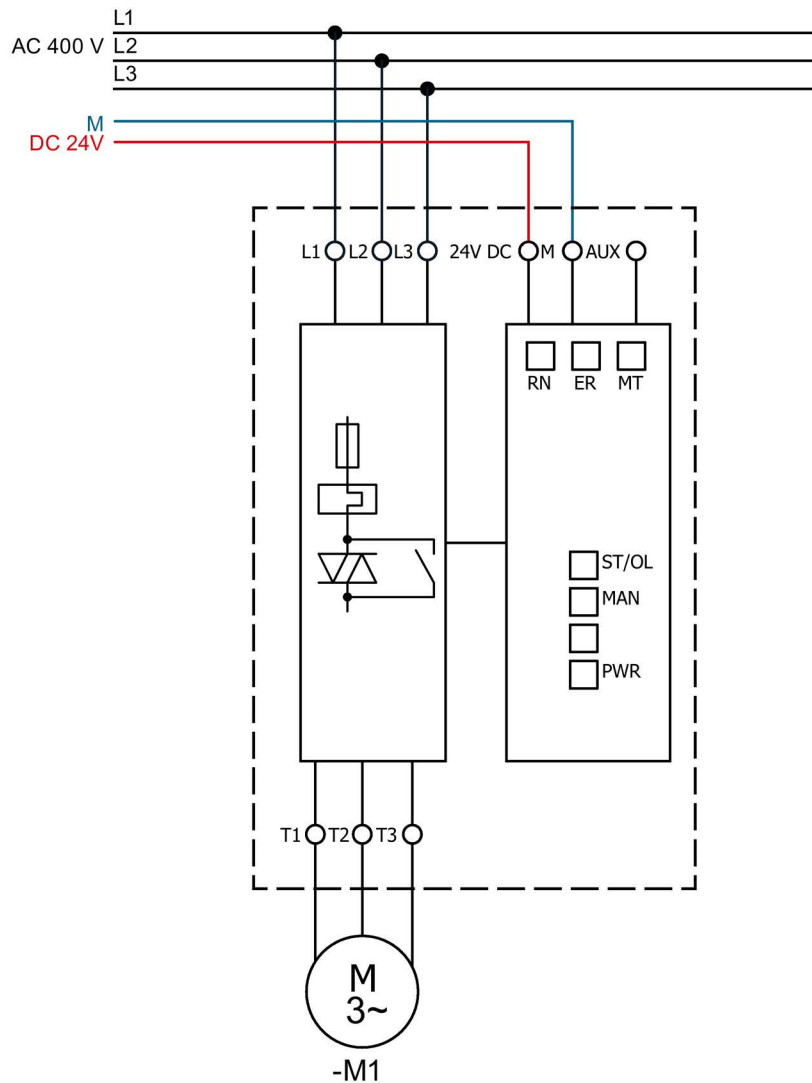 L1
AC 400 V L2
L3
M
DC 24V
L1 L2 L3 24V DC M AUX
RN ER MT
ST/OL
MAN
PWR
T1 T2 T3
M
3~
-M1